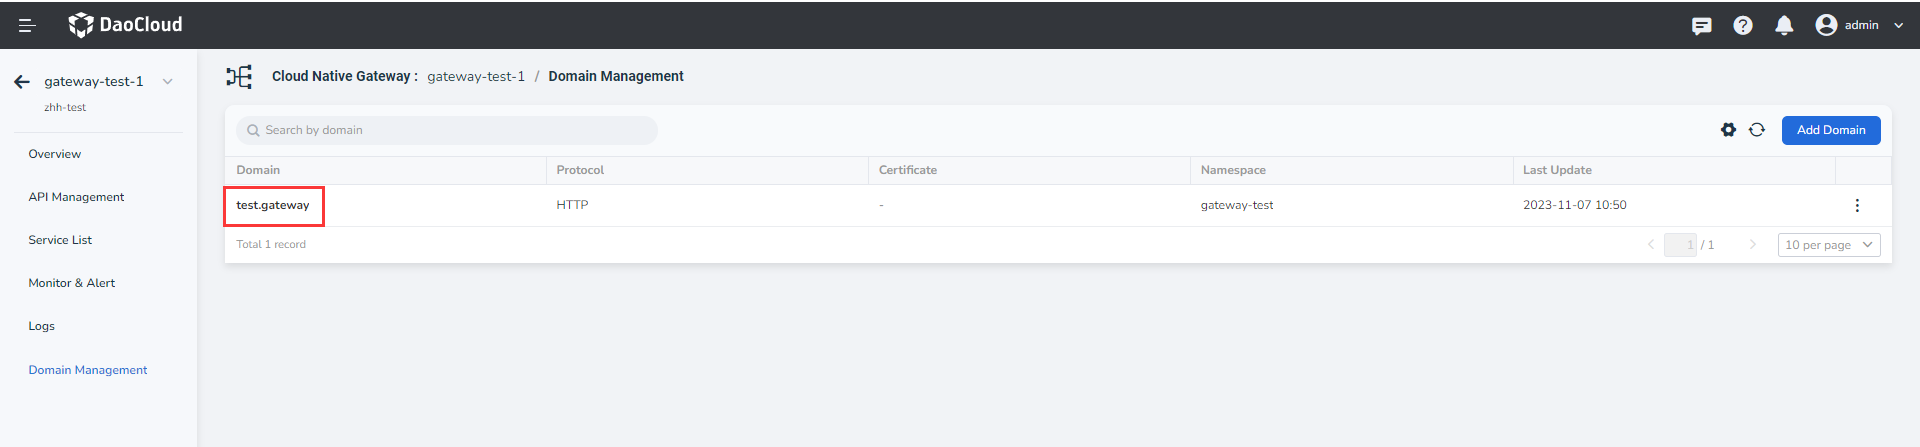 DaoCloud
admin
gateway-test-1
zhh-test
Overview
API Management
Service List
Monitor & Alert
Logs
Domain Management
Cloud Native Gateway : gateway-test-1 / Domain Management
Search by domain
Add Domain
Domain Protocol Certificate Namespace Last Update
test.gateway HTTP - gateway-test 2023-11-07 10:50
Total 1 record
1 / 1
10 per page